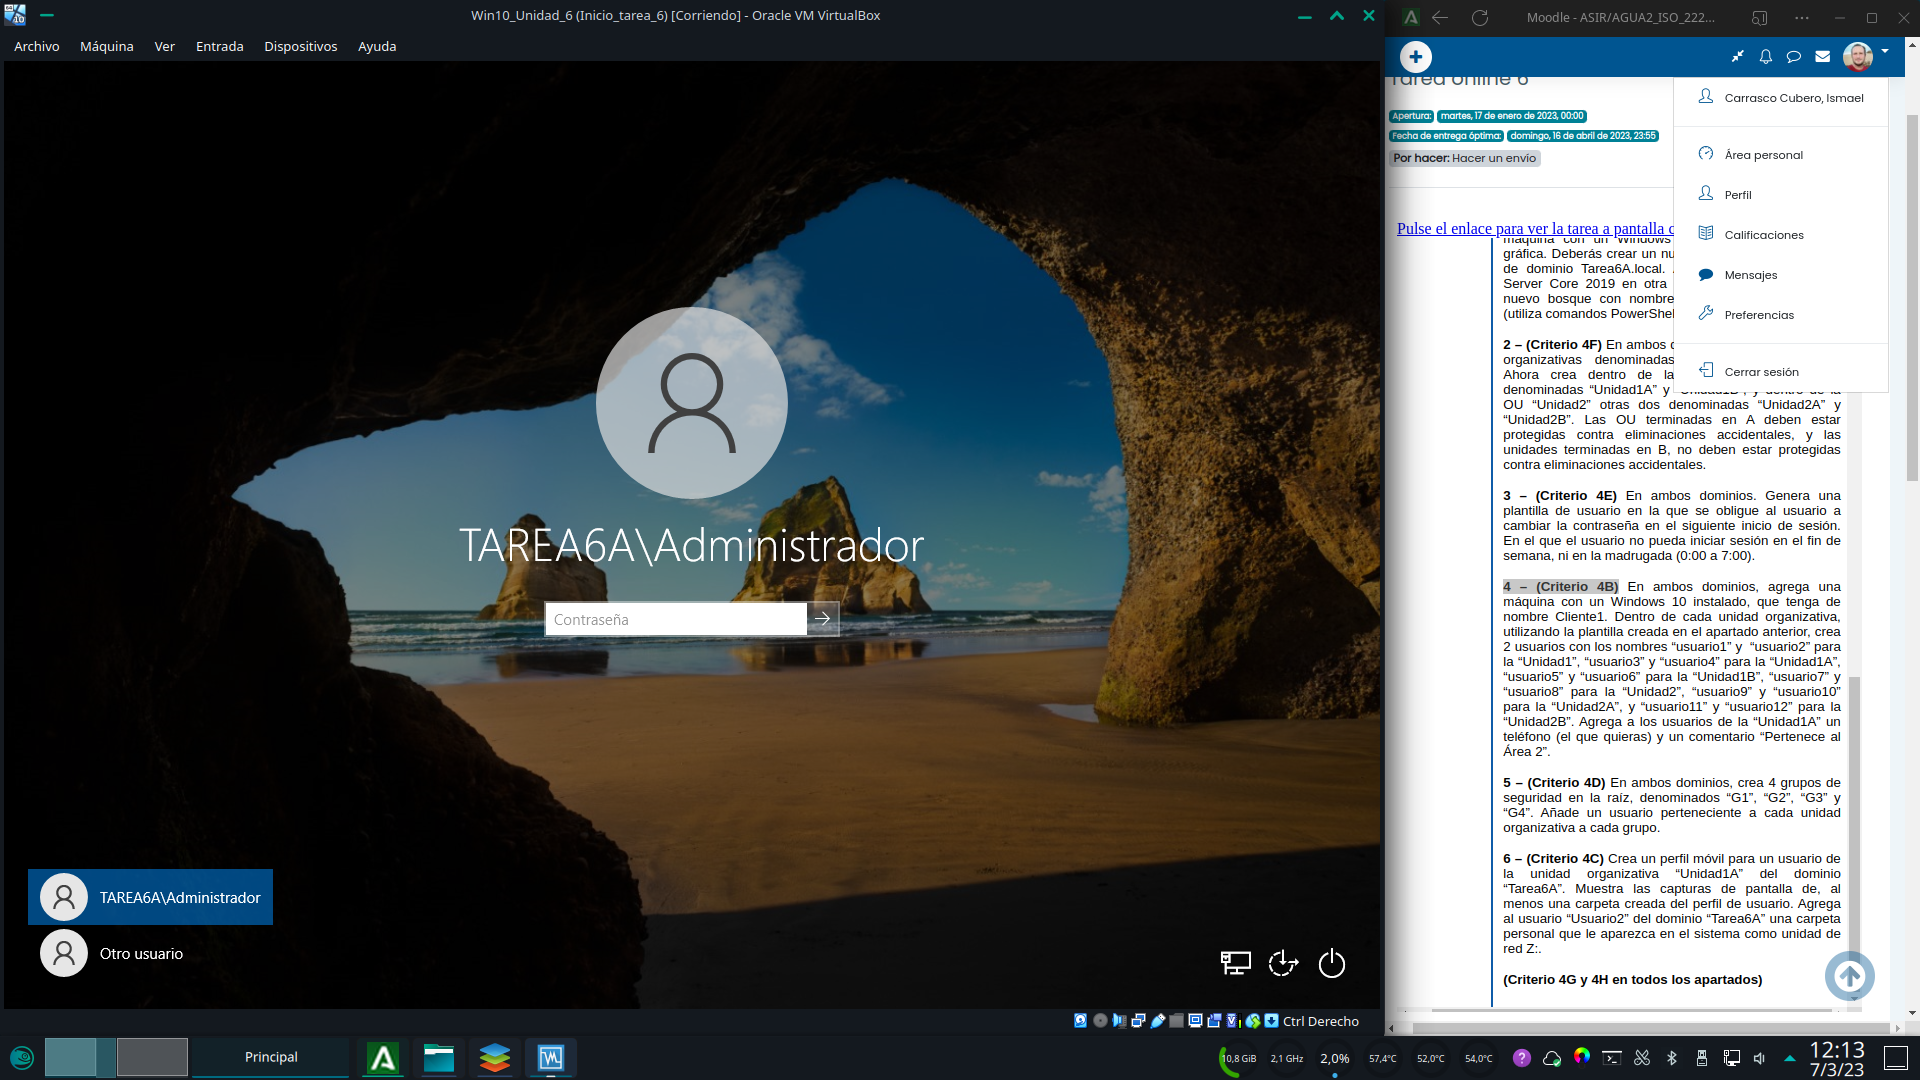 Win10_Unidad_6 (Inicio_tarea_6) [Corriendo] - Oracle VM VirtualBox
Archivo Máquina Ver Entrada Dispositivos Ayuda
TAREA6A\Administrador
Contraseña
TAREA6A\Administrador
Otro usuario
Ctrl Derecho
Moodle - ASIR/AGUA2_ISO_222...
Tarea online 6
Apertura: martes, 17 de enero de 2023, 00:00
Fecha de entrega óptima: domingo, 16 de abril de 2023, 23:55
Por hacer: Hacer un envío
Carrasco Cubero, Ismael
Área personal
Perfil
Calificaciones
Mensajes
Preferencias
Cerrar sesión
Pulse el enlace para ver la tarea a pantalla c
máquina con un Windows
gráfica. Deberás crear un nu
de dominio Tarea6A.local.
Server Core 2019 en otra
nuevo bosque con nombre
(utiliza comandos PowerShel
2 – (Criterio 4F) En ambos
organizativas denominadas
Ahora crea dentro de la
denominadas “Unidad1A” y “Unidad1B”, y dentro de la
OU “Unidad2” otras dos denominadas “Unidad2A” y
“Unidad2B”. Las OU terminadas en A deben estar
protegidas contra eliminaciones accidentales, y las
unidades terminadas en B, no deben estar protegidas
contra eliminaciones accidentales.
3 – (Criterio 4E) En ambos dominios. Genera una
plantilla de usuario en la que se obligue al usuario a
cambiar la contraseña en el siguiente inicio de sesión.
En el que el usuario no pueda iniciar sesión en el fin de
semana, ni en la madrugada (0:00 a 7:00).
4 – (Criterio 4B) En ambos dominios, agrega una
máquina con un Windows 10 instalado, que tenga de
nombre Cliente1. Dentro de cada unidad organizativa,
utilizando la plantilla creada en el apartado anterior, crea
2 usuarios con los nombres “usuario1” y “usuario2” para
la “Unidad1”, “usuario3” y “usuario4” para la “Unidad1A”,
“usuario5” y “usuario6” para la “Unidad1B”, “usuario7” y
“usuario8” para la “Unidad2”, “usuario9” y “usuario10”
para la “Unidad2A”, y “usuario11” y “usuario12” para la
“Unidad2B”. Agrega a los usuarios de la “Unidad1A” un
teléfono (el que quieras) y un comentario “Pertenece al
Área 2”.
5 – (Criterio 4D) En ambos dominios, crea 4 grupos de
seguridad en la raíz, denominados “G1”, “G2”, “G3” y
“G4”. Añade un usuario perteneciente a cada unidad
organizativa a cada grupo.
6 – (Criterio 4C) Crea un perfil móvil para un usuario de
la unidad organizativa “Unidad1A” del dominio
“Tarea6A”. Muestra las capturas de pantalla de, al
menos una carpeta creada del perfil de usuario. Agrega
al usuario “Usuario2” del dominio “Tarea6A” una carpeta
personal que le aparezca en el sistema como unidad de
red Z:.
(Criterio 4G y 4H en todos los apartados)
Principal
10,8 GiB 2,1 GHz 2,0% 57,4°C 52,0°C 54,0°C
12:13
7/3/23